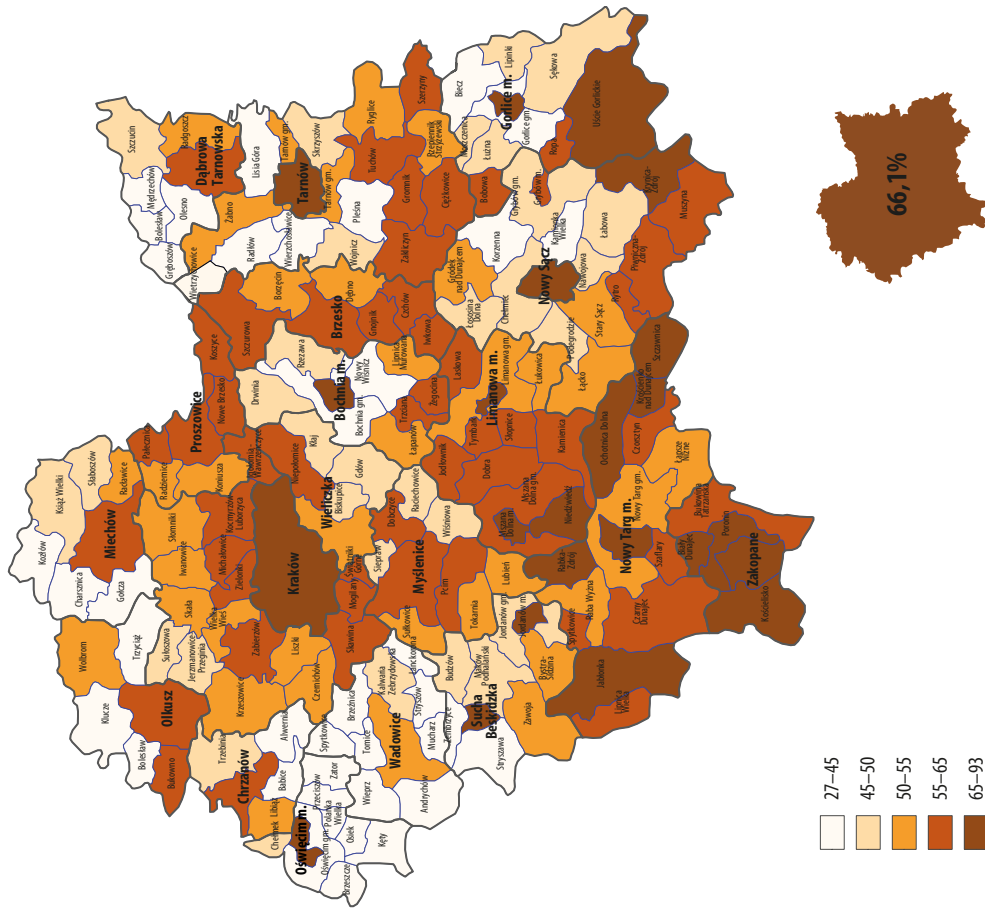 Książ Wielki
Kozłów
Słaboszów
Charsznica
Miechów
Racławice
Gołcza
Pałecznica
Radziemice
Proszowice
Koszyce
Nowe Brzesko
Koniusza
Słomniki
Iwanowice
Wolbrom
Trzyciąż
Skała
Sułoszowa
Jerzmanowice
Przeginia
Wielka
Wieś
Michałowice
Kocmyrzów
Luborzyca
Zielonki
Zabierzów
Klucze
Olkusz
Bolesław
Bukowno
Krzeszowice
Liszki
Czernichów
Kraków
Niepołomice
Wieliczka
Biskupice
Kłaj
Gdów
Drwinia
Świątniki
Górne
Mogilany
Skawina
Siepraw
Dobczyce
Raciechowice
Wiśniowa
Myślenice
Sułkowice
Pcim
Tokarnia
Lubień
Trzebinia
Chrzanów
Libiąż
Chełmek
Babice
Alwernia
Oświęcim m.
Oświęcim gm.
Przeciszów
Polanka
Wielka
Zator
Osiek
Brzeszcze
Kęty
Spytkowice
Brzeźnica
Tomice
Wieprz
Andrychów
Wadowice
Kalwaria
Zebrzydowska
Lanckorona
Stryszów
Mucharz
Zembrzyce
Budzów
Maków
Podhalański
Sucha
Beskidzka
Stryszawa
Zawoja
Bystra-
Sidzina
Jordanów gm.
Jordanów m.
Szczucin
Mędrzechów
Bolesław
Gręboszów
Olesno
Dąbrowa
Tarnowska
Radgoszcz
Lisia Góra
Żabno
Wietrzychowice
Radłów
Wierzchosławice
Tarnów
Tarnów gm.
Tarnów gm.
Skrzyszów
Ryglice
Tuchów
Szerzyny
Rzepiennik
Strzyżewski
Pleśna
Wojnicz
Zakliczyn
Gromnik
Ciężkowice
Borzęcin
Szczurowa
Brzesko
Dębno
Gnojnik
Czchów
Iwkowa
Rzezawa
Bochnia m.
Bochnia gm.
Nowy
Wiśnicz
Lipnica
Murowana
Łapanów
Trzciana
Żegocina
Biecz
Lipinki
Sękowa
Gorlice m.
Gorlice gm.
Moszczenica
Łużna
Ropa
Uście Gorlickie
Bobowa
Korzenna
Grybów gm.
Grybów m.
Kamionka
Wielka
Łabowa
Krynica-
Zdrój
Muszyna
Piwniczna-
Zdrój
Rytro
Nawojowa
Nowy Sącz
Chełmiec
Gródek
nad Dunajcem
Łososina
Dolna
Podegrodzie
Stary Sącz
Łącko
Laskowa
Limanowa m.
Limanowa gm.
Łukowica
Tymbark
Słopnice
Jodłownik
Dobra
Kamienica
Mszana
Dolna gm.
Mszana
Dolna m.
Niedźwiedź
Rabka-
Zdrój
Raba Wyżna
Spytkowice
Jabłonka
Lipnica
Wielka
Czarny
Dunajec
Szaflary
Nowy Targ m.
Nowy Targ gm.
Ochotnica Dolna
Krościenko
nad Dunajcem
Szczawnica
Czorsztyn
Łapsze
Niżne
Bukowina
Tatrzańska
Biały
Dunajec
Poronin
Zakopane
Kościelisko
27–45
45–50
50–55
55–65
65–93
66,1%